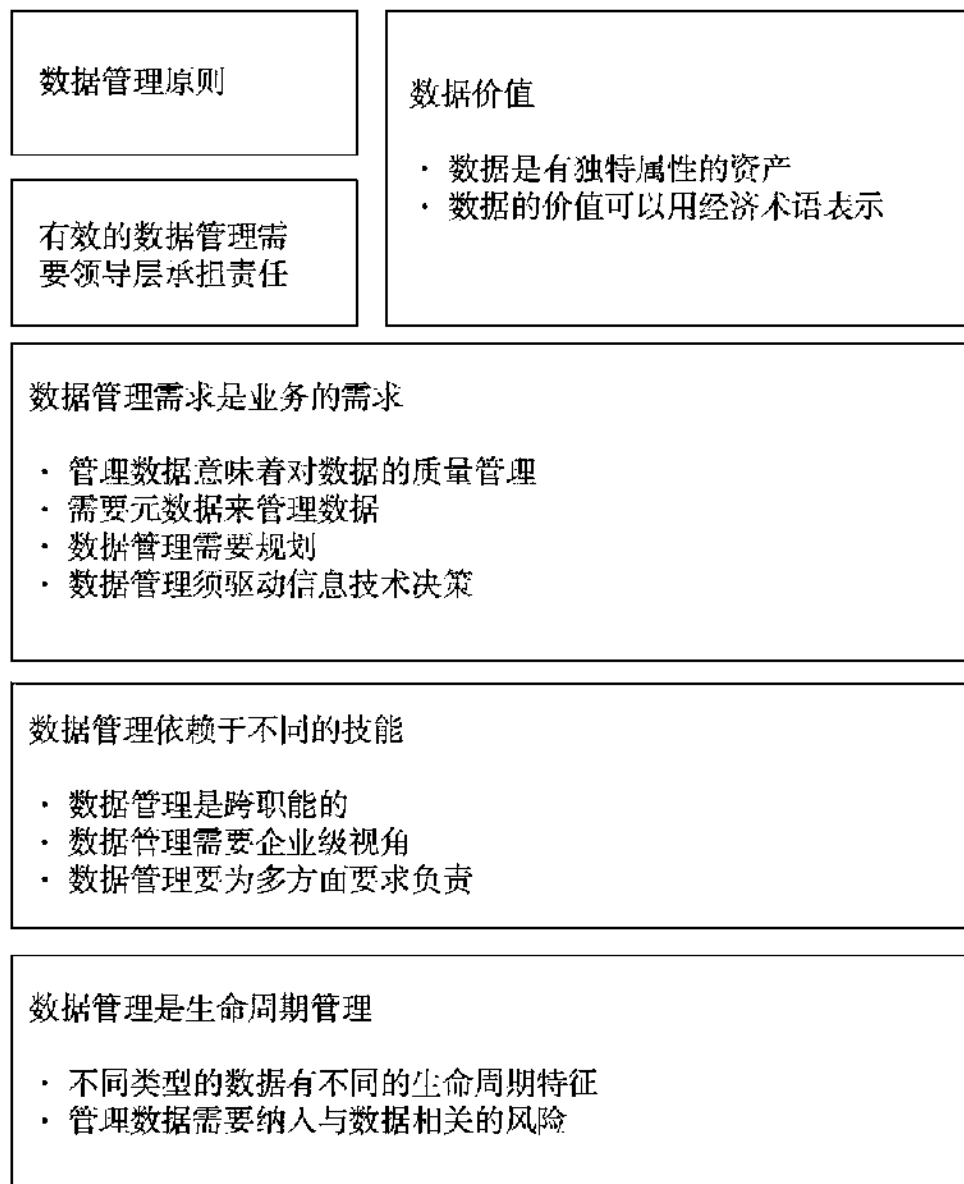 数据管理原则
有效的数据管理需
要领导层承担责任
数据价值
· 数据是有独特属性的资产
· 数据的价值可以用经济术语表示
数据管理需求是业务的需求
· 管理数据意味着对数据的质量管理
· 需要元数据来管理数据
· 数据管理需要规划
· 数据管理须驱动信息技术决策
数据管理依赖于不同的技能
· 数据管理是跨职能的
· 数据管理需要企业级视角
· 数据管理要为多方面要求负责
数据管理是生命周期管理
· 不同类型的数据有不同的生命周期特征
· 管理数据需要纳入与数据相关的风险